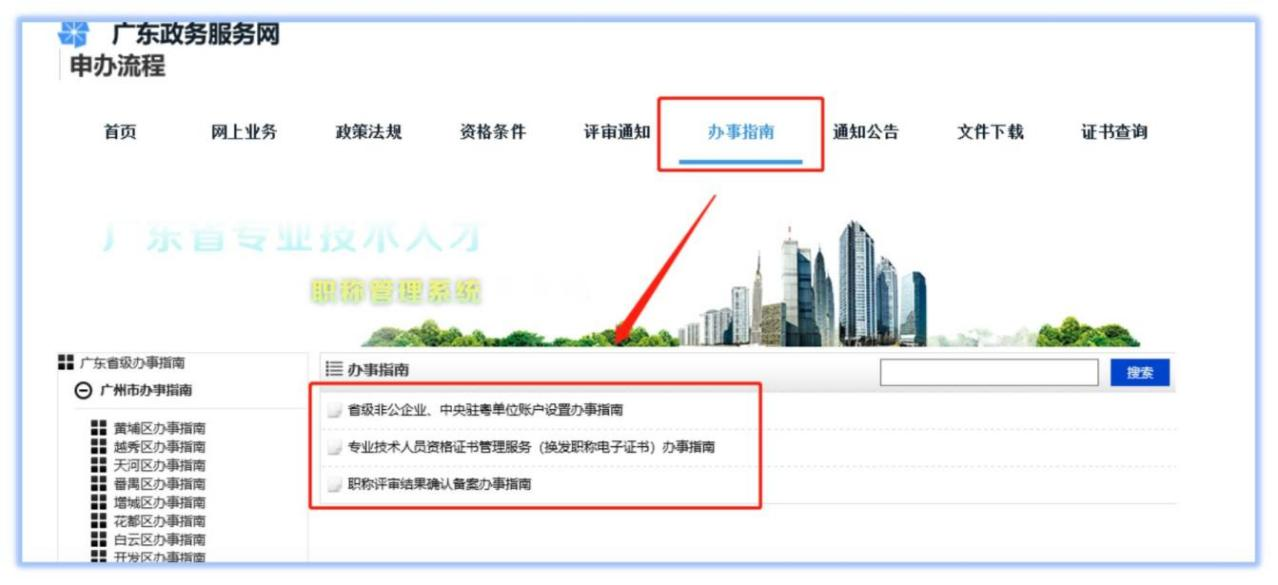 广东政务服务网
申办流程
首页 网上业务 政策法规 资格条件 评审通知 办事指南 通知公告 文件下载 证书查询
广东省专业技术人才
职称管理系统
广东省级办事指南
广州市办事指南
黄埔区办事指南
越秀区办事指南
天河区办事指南
番禺区办事指南
增城区办事指南
花都区办事指南
白云区办事指南
开发区办事指南
办事指南
搜索
省级非公企业、中央驻粤单位账户设置办事指南
专业技术人员资格证书管理服务（换发职称电子证书）办事指南
职称评审结果确认备案办事指南